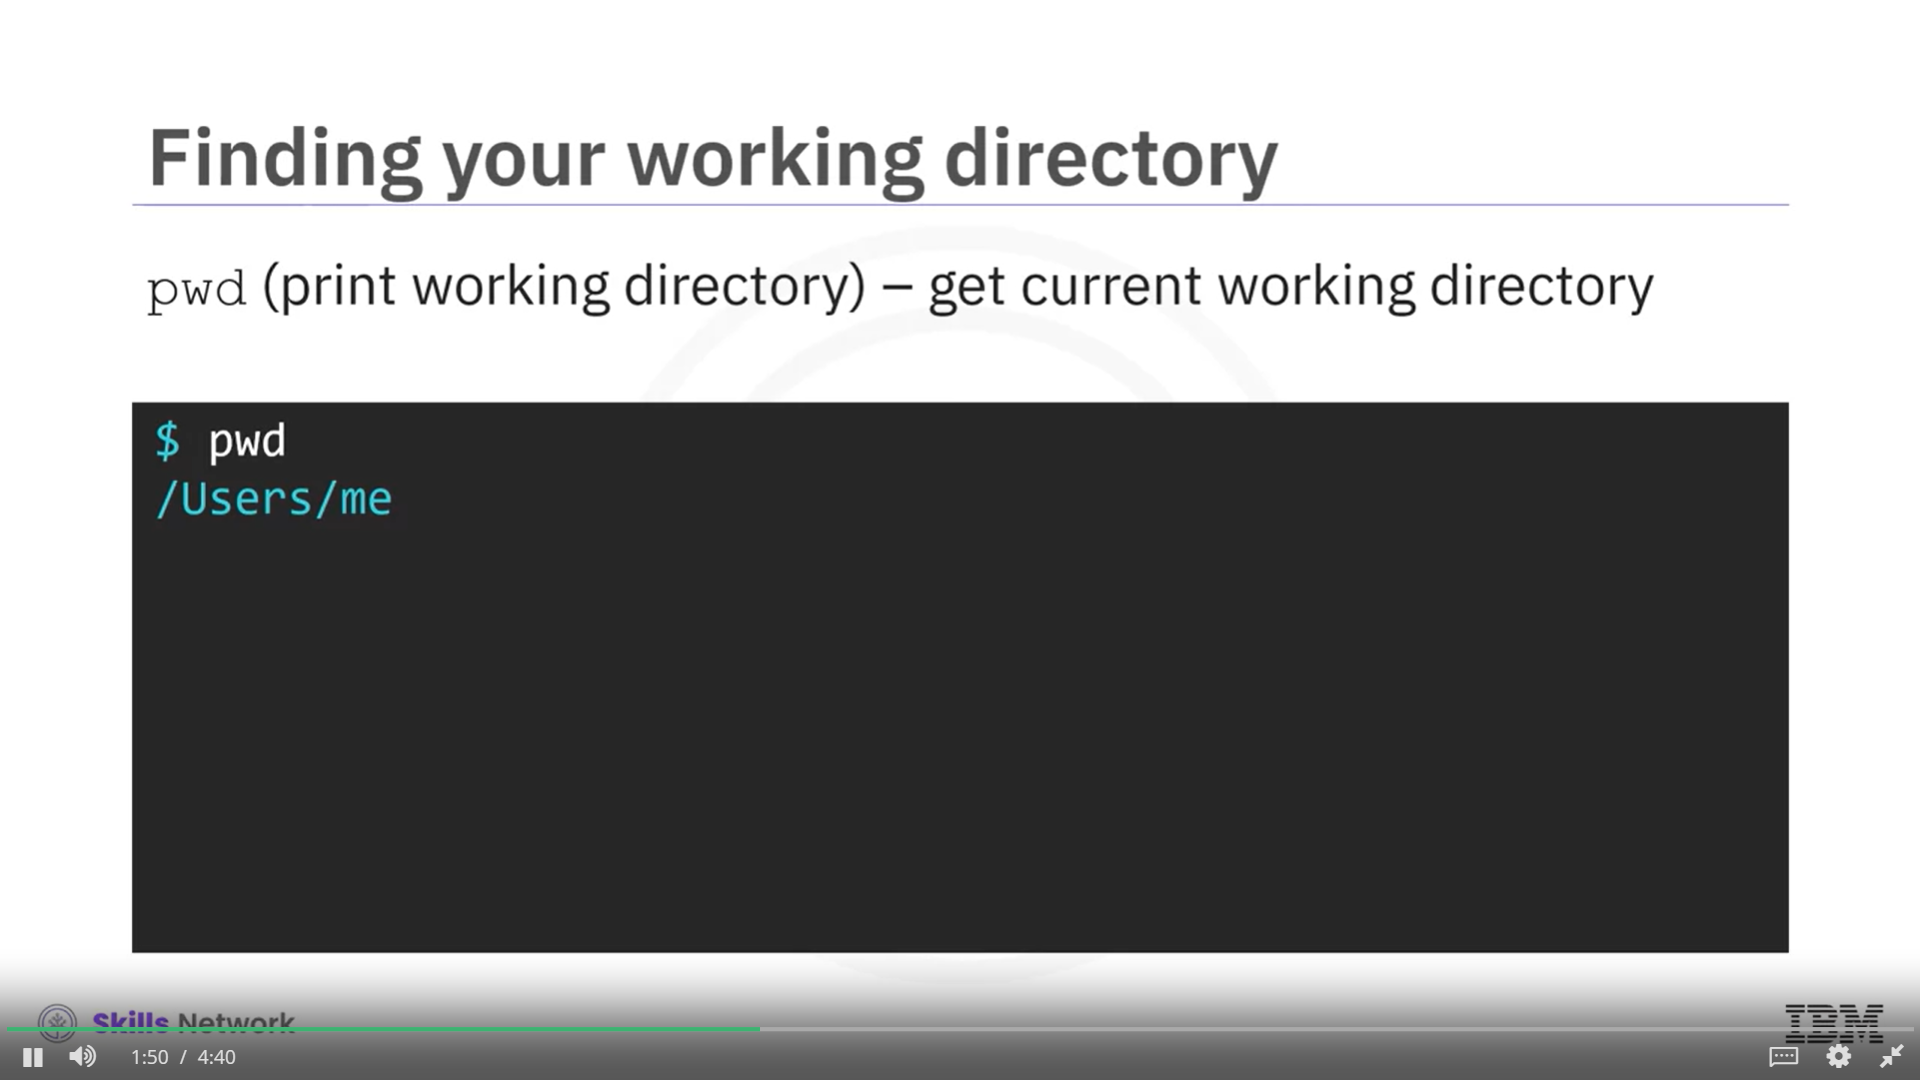 Finding your working directory
pwd (print working directory) – get current working directory
$ pwd
/Users/me
Skills Network
IBM
1:50 / 4:40